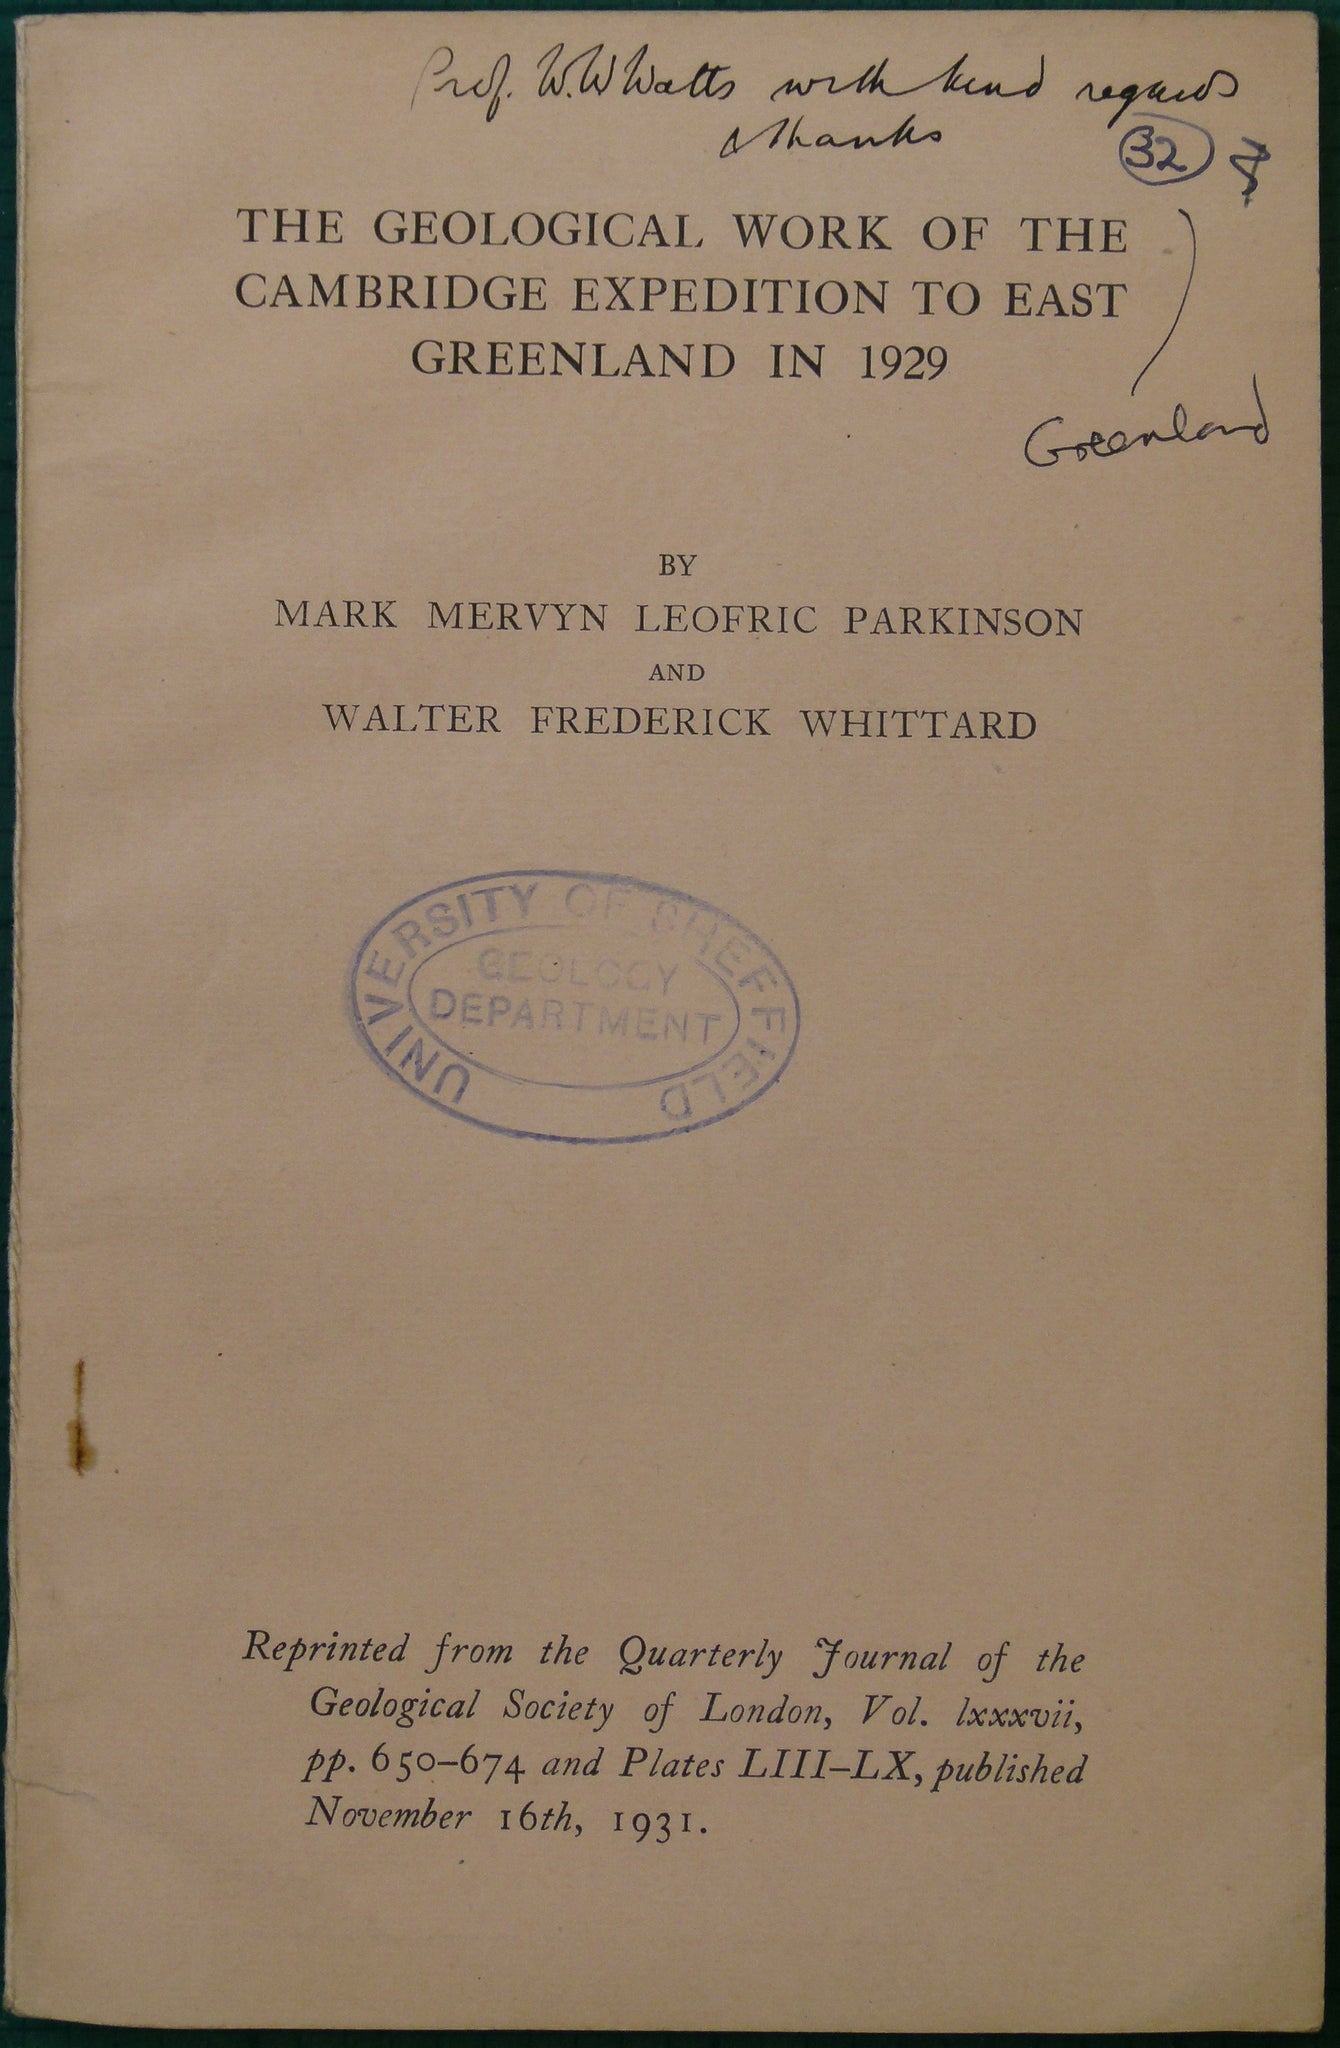 Prof. W. W Watts with kind regards
& thanks
32
THE GEOLOGICAL WORK OF THE
CAMBRIDGE EXPEDITION TO EAST
GREENLAND IN 1929
Greenland
BY
MARK MERVYN LEOFRIC PARKINSON
AND
WALTER FREDERICK WHITTARD
UNIVERSITY OF SHEFFIELD
GEOLOGY
DEPARTMENT
Reprinted from the Quarterly Journal of the
Geological Society of London, Vol. lxxxvii,
pp. 650–674 and Plates LIII–LX, published
November 16th, 1931.